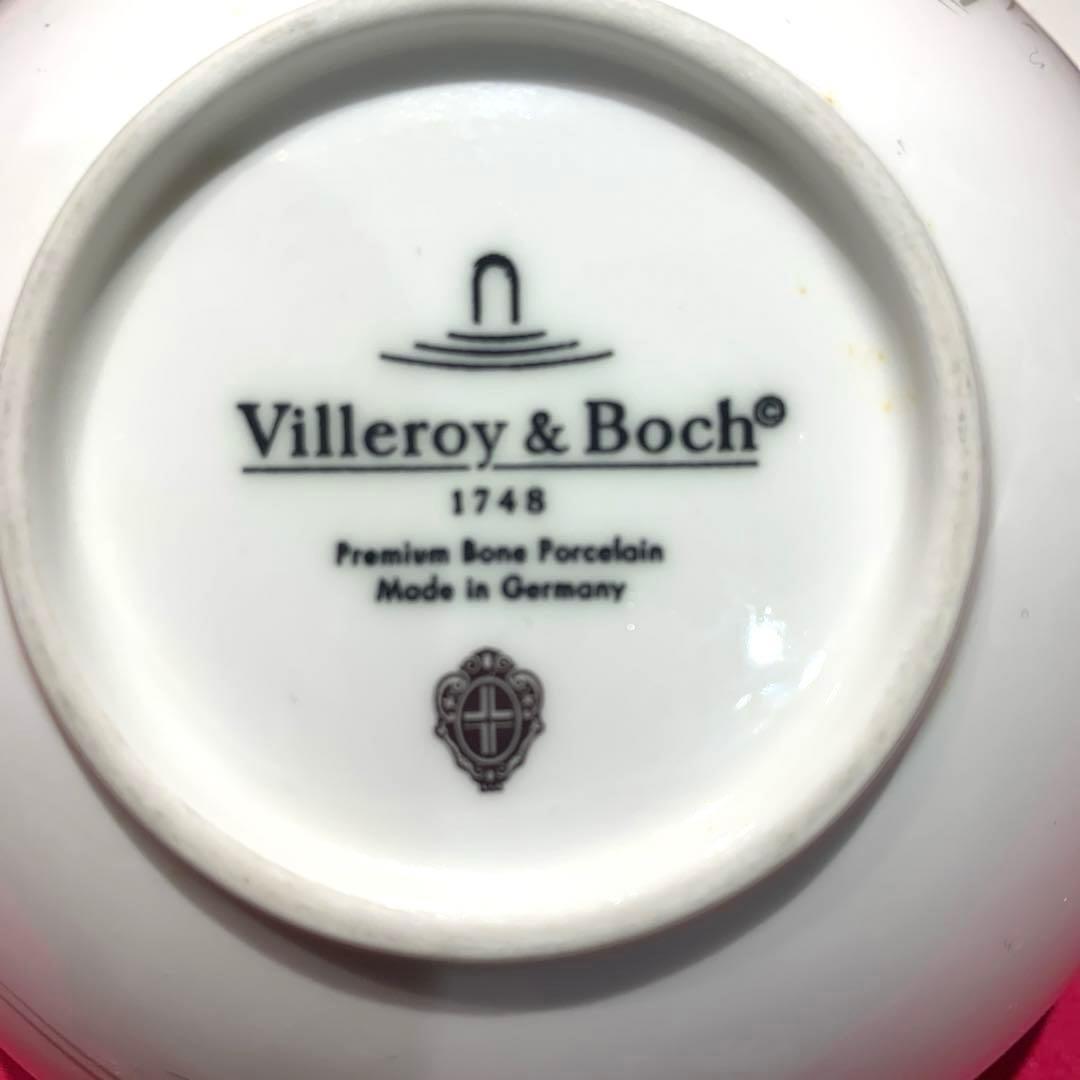 Villeroy & Boch©
1748
Premium Bone Porcelain
Made in Germany